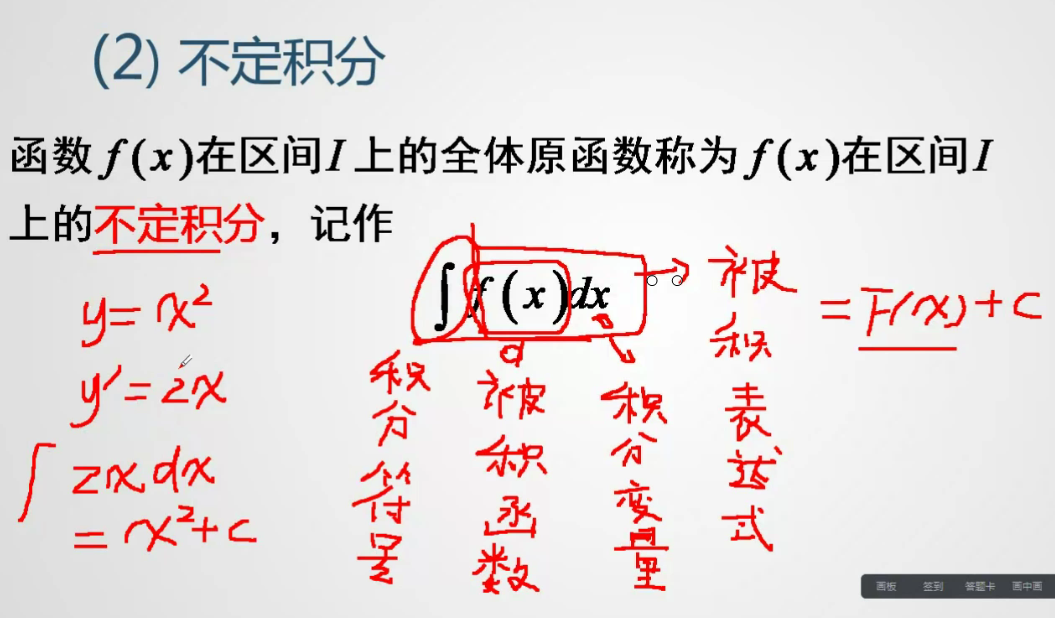 (2) 不定积分
函数f(x)在区间I上的全体原函数称为f(x)在区间I
上的不定积分，记作
∫f(x)dx
= F(x)+C
y=x²
y'=2x
∫2xdx
=x²+C
积分符号
被积函数
积分变量
被积表达式
画板 签到 答题卡 画中画